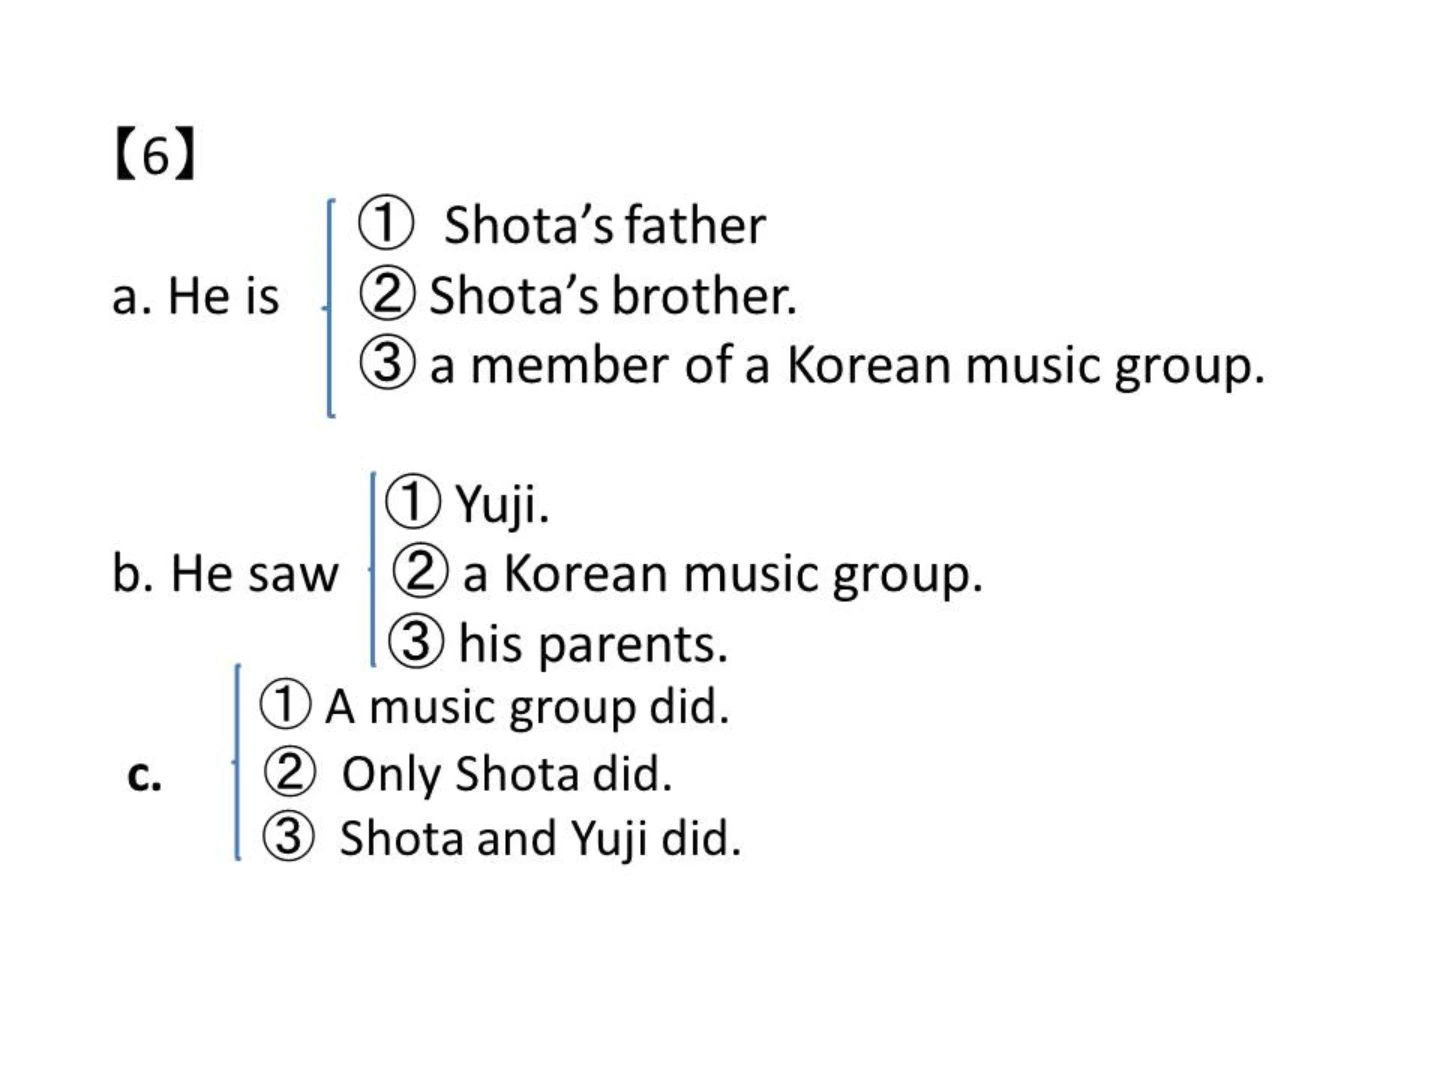 【6】
① Shota's father
a. He is ② Shota's brother.
③ a member of a Korean music group.
① Yuji.
b. He saw ② a Korean music group.
③ his parents.
① A music group did.
c. ② Only Shota did.
③ Shota and Yuji did.